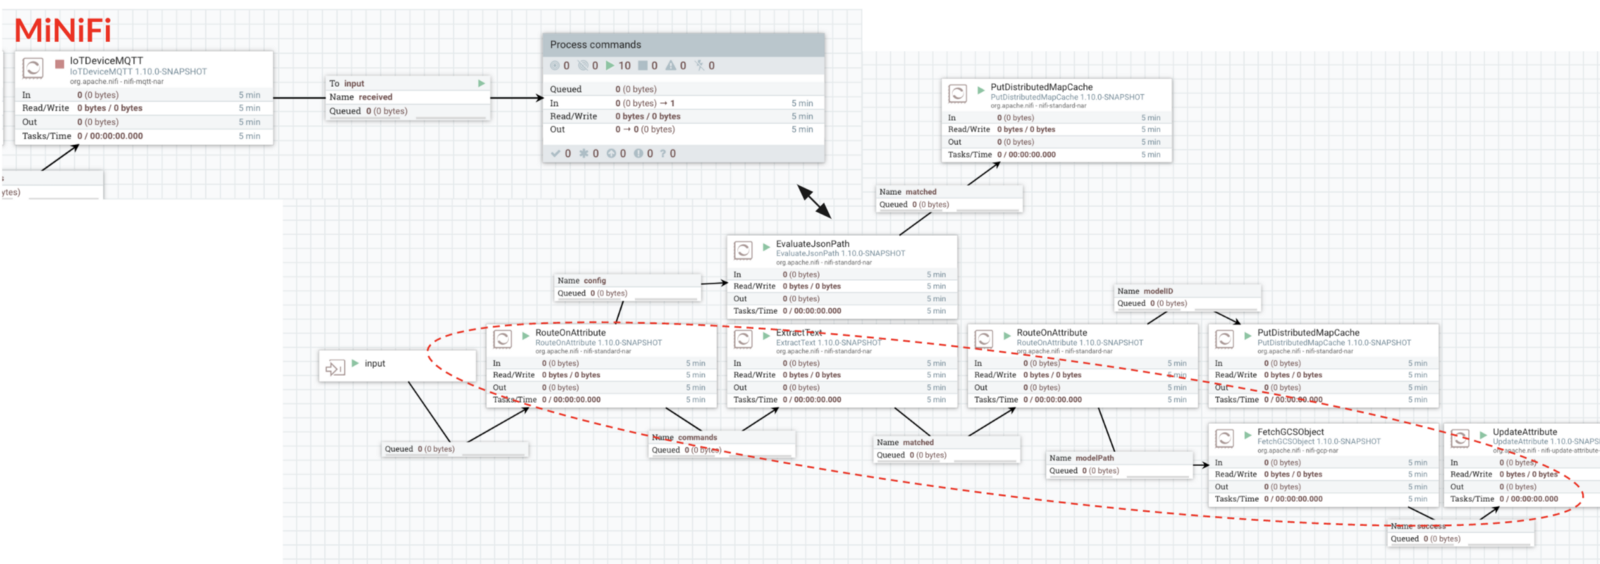 MiNiFi
IoTDeviceMQTT
IoTDeviceMQTT 1.10.0-SNAPSHOT
org.apache.nifi - nifi-mqtt-nar
In 0 (0 bytes) 5 min
Read/Write 0 bytes / 0 bytes 5 min
Out 0 (0 bytes) 5 min
Tasks/Time 0 / 00:00:00.000 5 min
s
ytes)
To input
Name received
Queued 0 (0 bytes)
Process commands
0 0 10 0 0 0
Queued 0 (0 bytes)
In 0 (0 bytes) → 1 5 min
Read/Write 0 bytes / 0 bytes 5 min
Out 0 → 0 (0 bytes) 5 min
0 0 0 0 ? 0
PutDistributedMapCache
PutDistributedMapCache 1.10.0-SNAPSHOT
org.apache.nifi - nifi-standard-nar
In 0 (0 bytes) 5 min
Read/Write 0 bytes / 0 bytes 5 min
Out 0 (0 bytes) 5 min
Tasks/Time 0 / 00:00:00.000 5 min
Name matched
Queued 0 (0 bytes)
EvaluateJsonPath
EvaluateJsonPath 1.10.0-SNAPSHOT
org.apache.nifi - nifi-standard-nar
In 0 (0 bytes) 5 min
Read/Write 0 bytes / 0 bytes 5 min
Out 0 (0 bytes) 5 min
Tasks/Time 0 / 00:00:00.000 5 min
Name config
Queued 0 (0 bytes)
Name modelID
Queued 0 (0 bytes)
input
RouteOnAttribute
RouteOnAttribute 1.10.0-SNAPSHOT
org.apache.nifi - nifi-standard-nar
In 0 (0 bytes) 5 min
Read/Write 0 bytes / 0 bytes 5 min
Out 0 (0 bytes) 5 min
Tasks/Time 0 / 00:00:00.000 5 min
ExtractText
ExtractText 1.10.0-SNAPSHOT
org.apache.nifi - nifi-standard-nar
In 0 (0 bytes) 5 min
Read/Write 0 bytes / 0 bytes 5 min
Out 0 (0 bytes) 5 min
Tasks/Time 0 / 00:00:00.000 5 min
RouteOnAttribute
RouteOnAttribute 1.10.0-SNAPSHOT
org.apache.nifi - nifi-standard-nar
In 0 (0 bytes) 5 min
Read/Write 0 bytes / 0 bytes 5 min
Out 0 (0 bytes) 5 min
Tasks/Time 0 / 00:00:00.000 5 min
PutDistributedMapCache
PutDistributedMapCache 1.10.0-SNAPSHOT
org.apache.nifi - nifi-standard-nar
In 0 (0 bytes) 5 min
Read/Write 0 bytes / 0 bytes 5 min
Out 0 (0 bytes) 5 min
Tasks/Time 0 / 00:00:00.000 5 min
Queued 0 (0 bytes)
Name commands
Queued 0 (0 bytes)
Name matched
Queued 0 (0 bytes)
Name modelPath
Queued 0 (0 bytes)
FetchGCSObject
FetchGCSObject 1.10.0-SNAPSHOT
org.apache.nifi - nifi-gcp-nar
In 0 (0 bytes) 5 min
Read/Write 0 bytes / 0 bytes 5 min
Out 0 (0 bytes) 5 min
Tasks/Time 0 / 00:00:00.000 5 min
UpdateAttribute
UpdateAttribute 1.10.0-SNAPS
org.apache.nifi - nifi-update-attribute-
In 0 (0 bytes)
Read/Write 0 bytes / 0 bytes
Out 0 (0 bytes)
Tasks/Time 0 / 00:00:00.000
Name success
Queued 0 (0 bytes)